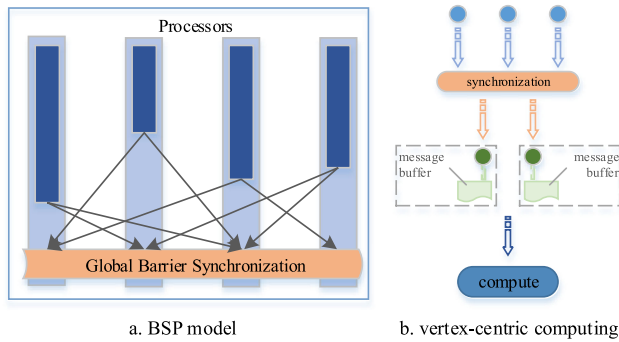 Processors
Global Barrier Synchronization
a. BSP model
synchronization
message
buffer
message
buffer
compute
b. vertex-centric computing